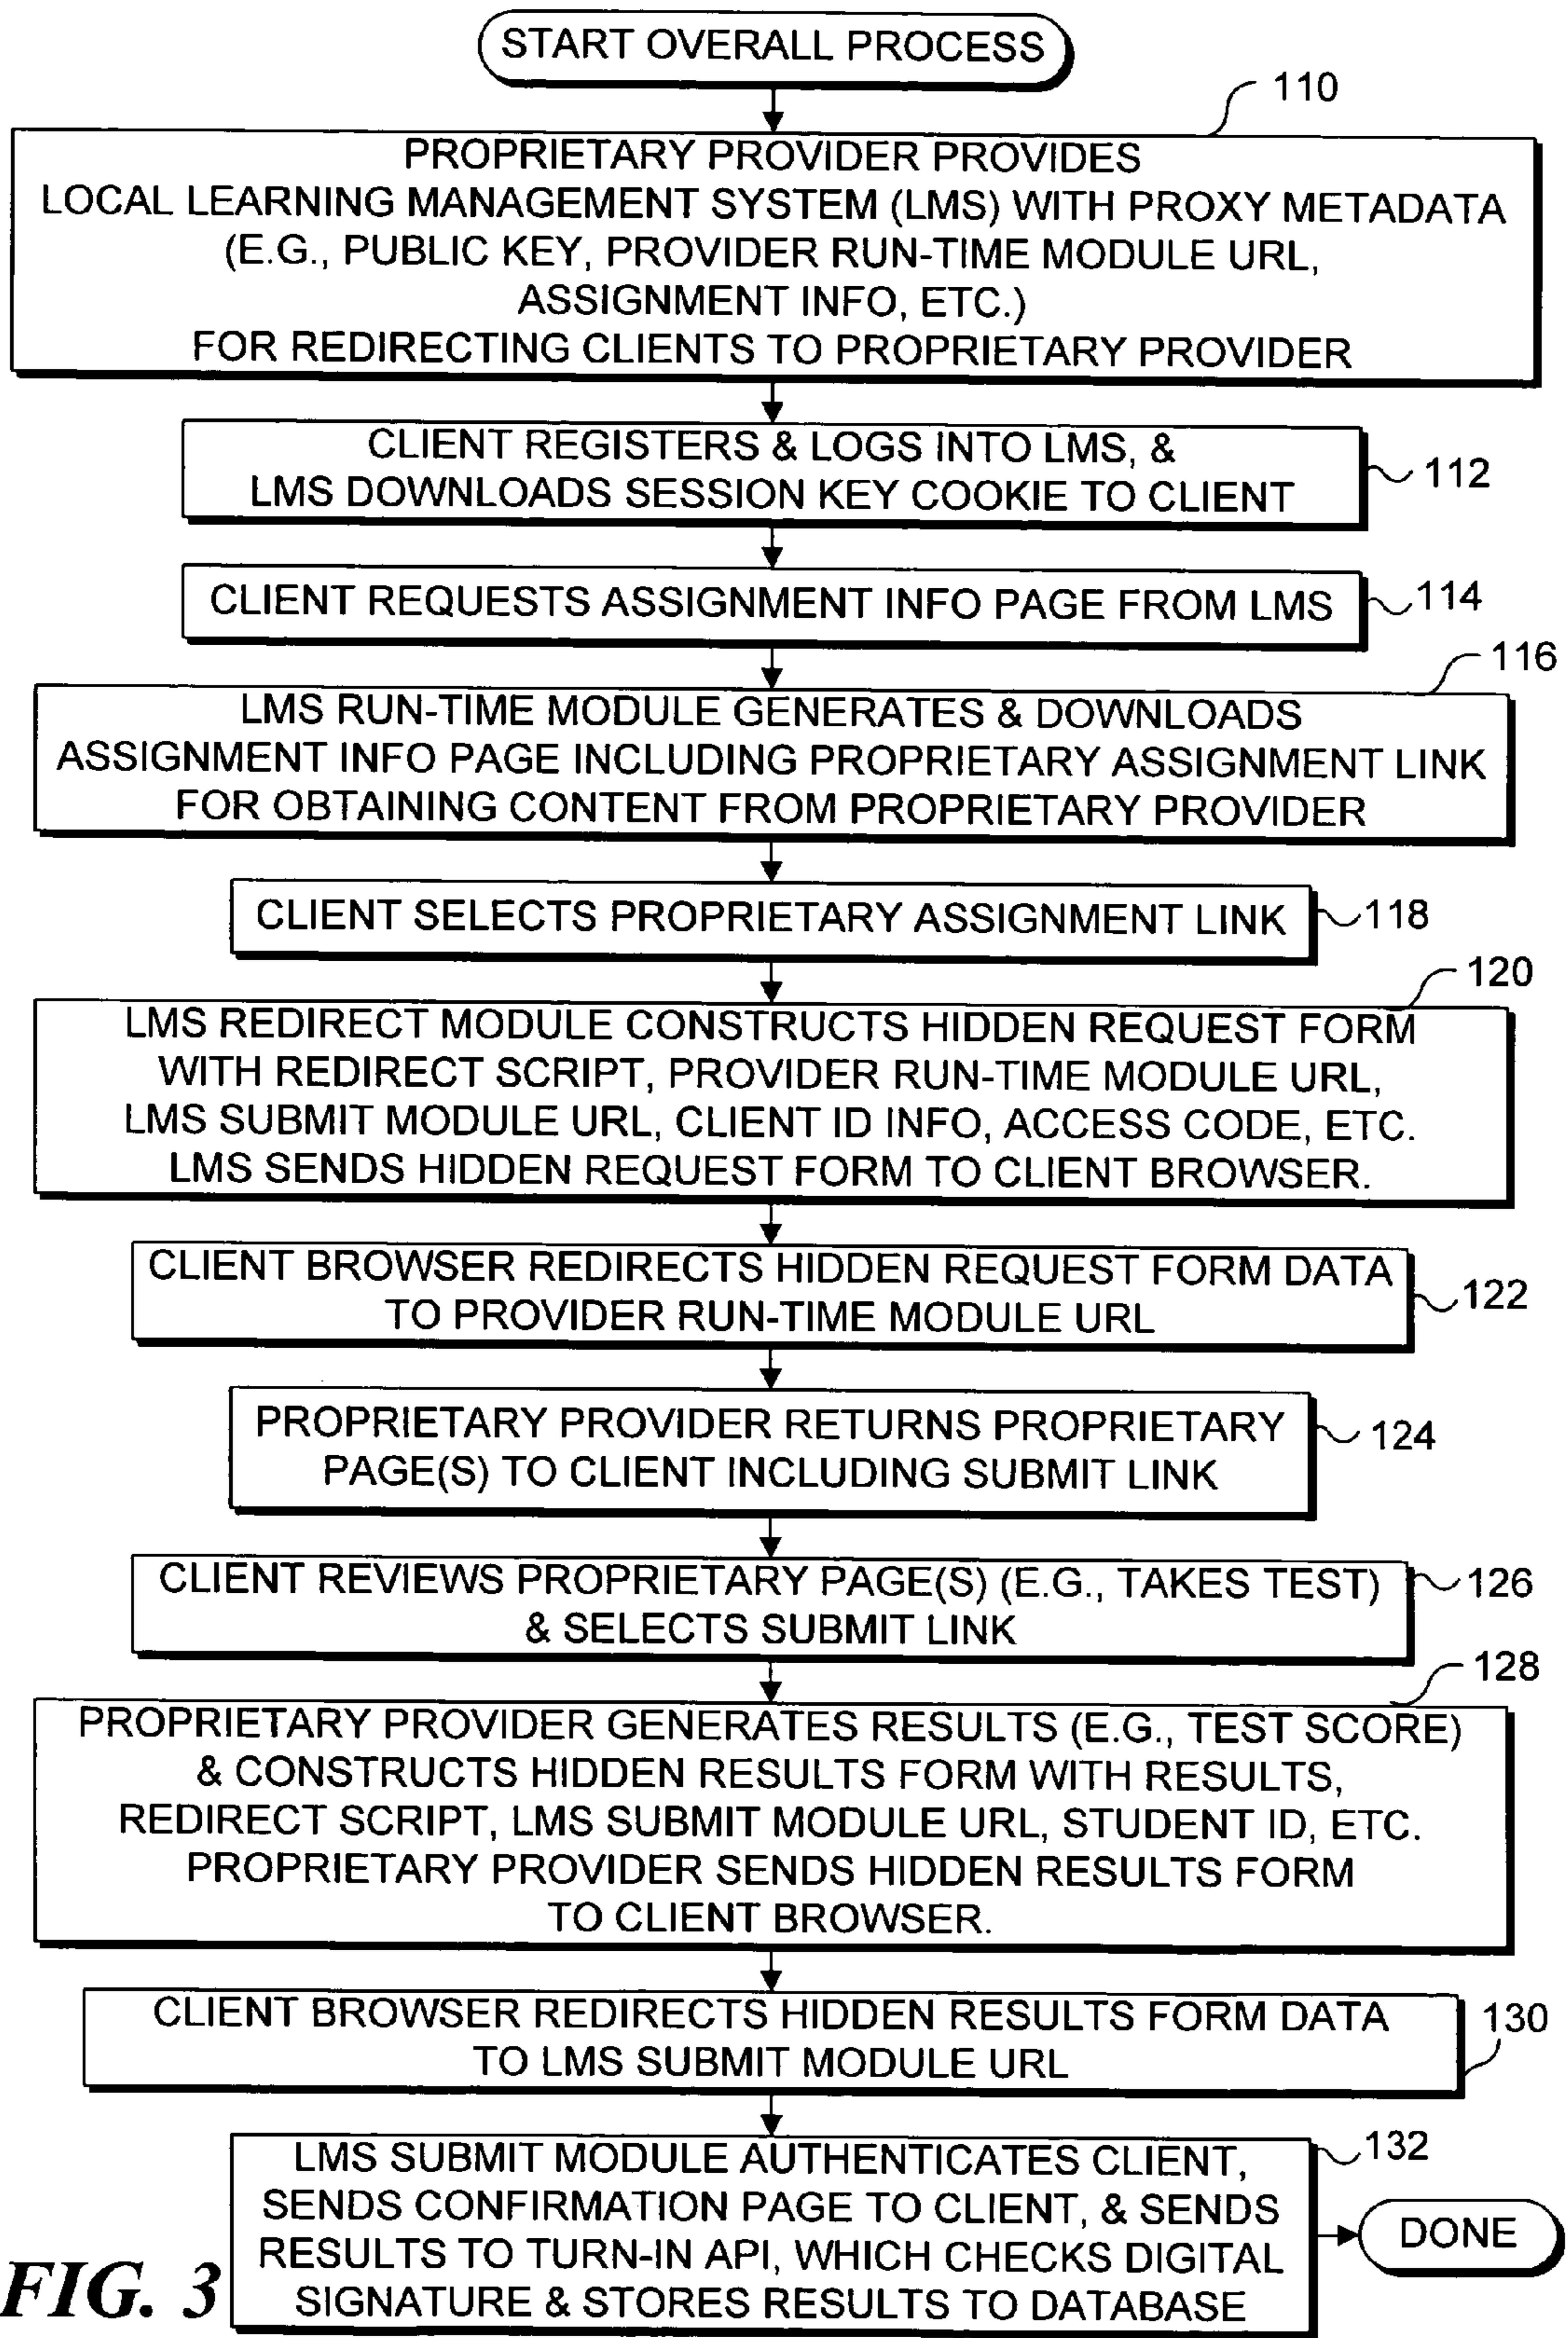 START OVERALL PROCESS
110
PROPRIETARY PROVIDER PROVIDES
LOCAL LEARNING MANAGEMENT SYSTEM (LMS) WITH PROXY METADATA
(E.G., PUBLIC KEY, PROVIDER RUN-TIME MODULE URL,
ASSIGNMENT INFO, ETC.)
FOR REDIRECTING CLIENTS TO PROPRIETARY PROVIDER
CLIENT REGISTERS & LOGS INTO LMS, &
LMS DOWNLOADS SESSION KEY COOKIE TO CLIENT
112
CLIENT REQUESTS ASSIGNMENT INFO PAGE FROM LMS
114
116
LMS RUN-TIME MODULE GENERATES & DOWNLOADS
ASSIGNMENT INFO PAGE INCLUDING PROPRIETARY ASSIGNMENT LINK
FOR OBTAINING CONTENT FROM PROPRIETARY PROVIDER
CLIENT SELECTS PROPRIETARY ASSIGNMENT LINK
118
120
LMS REDIRECT MODULE CONSTRUCTS HIDDEN REQUEST FORM
WITH REDIRECT SCRIPT, PROVIDER RUN-TIME MODULE URL,
LMS SUBMIT MODULE URL, CLIENT ID INFO, ACCESS CODE, ETC.
LMS SENDS HIDDEN REQUEST FORM TO CLIENT BROWSER.
CLIENT BROWSER REDIRECTS HIDDEN REQUEST FORM DATA
TO PROVIDER RUN-TIME MODULE URL
122
PROPRIETARY PROVIDER RETURNS PROPRIETARY
PAGE(S) TO CLIENT INCLUDING SUBMIT LINK
124
CLIENT REVIEWS PROPRIETARY PAGE(S) (E.G., TAKES TEST)
& SELECTS SUBMIT LINK
126
128
PROPRIETARY PROVIDER GENERATES RESULTS (E.G., TEST SCORE)
& CONSTRUCTS HIDDEN RESULTS FORM WITH RESULTS,
REDIRECT SCRIPT, LMS SUBMIT MODULE URL, STUDENT ID, ETC.
PROPRIETARY PROVIDER SENDS HIDDEN RESULTS FORM
TO CLIENT BROWSER.
CLIENT BROWSER REDIRECTS HIDDEN RESULTS FORM DATA
TO LMS SUBMIT MODULE URL
130
LMS SUBMIT MODULE AUTHENTICATES CLIENT,
SENDS CONFIRMATION PAGE TO CLIENT, & SENDS
RESULTS TO TURN-IN API, WHICH CHECKS DIGITAL
SIGNATURE & STORES RESULTS TO DATABASE
132
DONE
FIG. 3